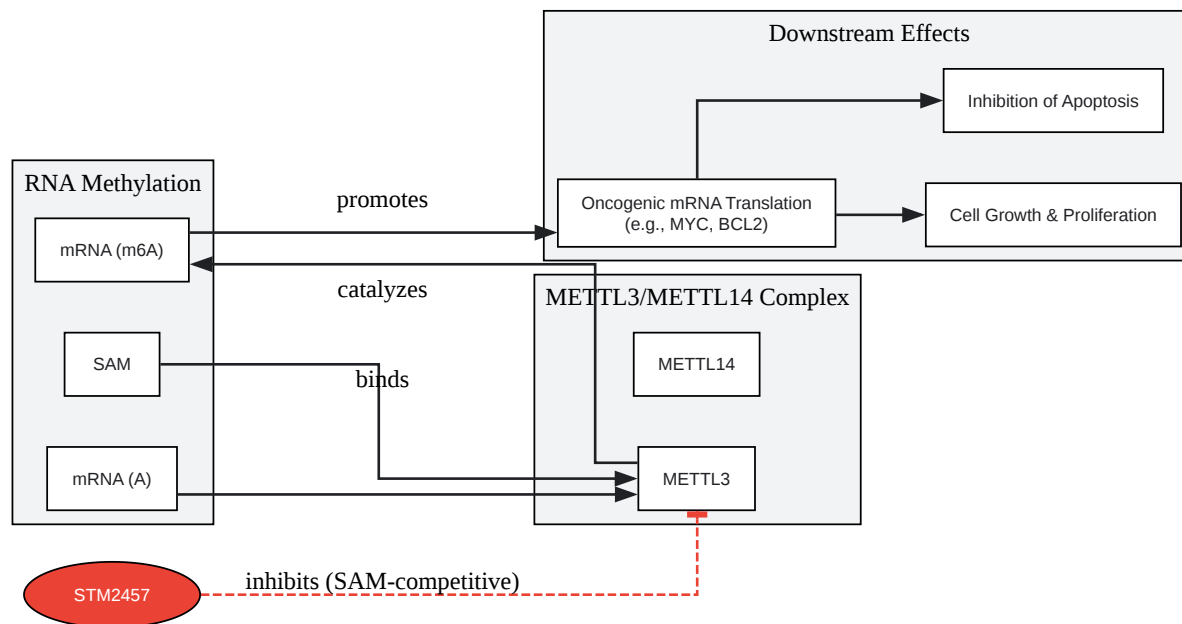 Downstream Effects
Inhibition of Apoptosis
RNA Methylation
promotes
Oncogenic mRNA Translation
(e.g., MYC, BCL2)
Cell Growth & Proliferation
mRNA (m6A)
catalyzes
METTL3/METTL14 Complex
SAM
binds
METTL14
mRNA (A)
METTL3
inhibits (SAM-competitive)
STM2457